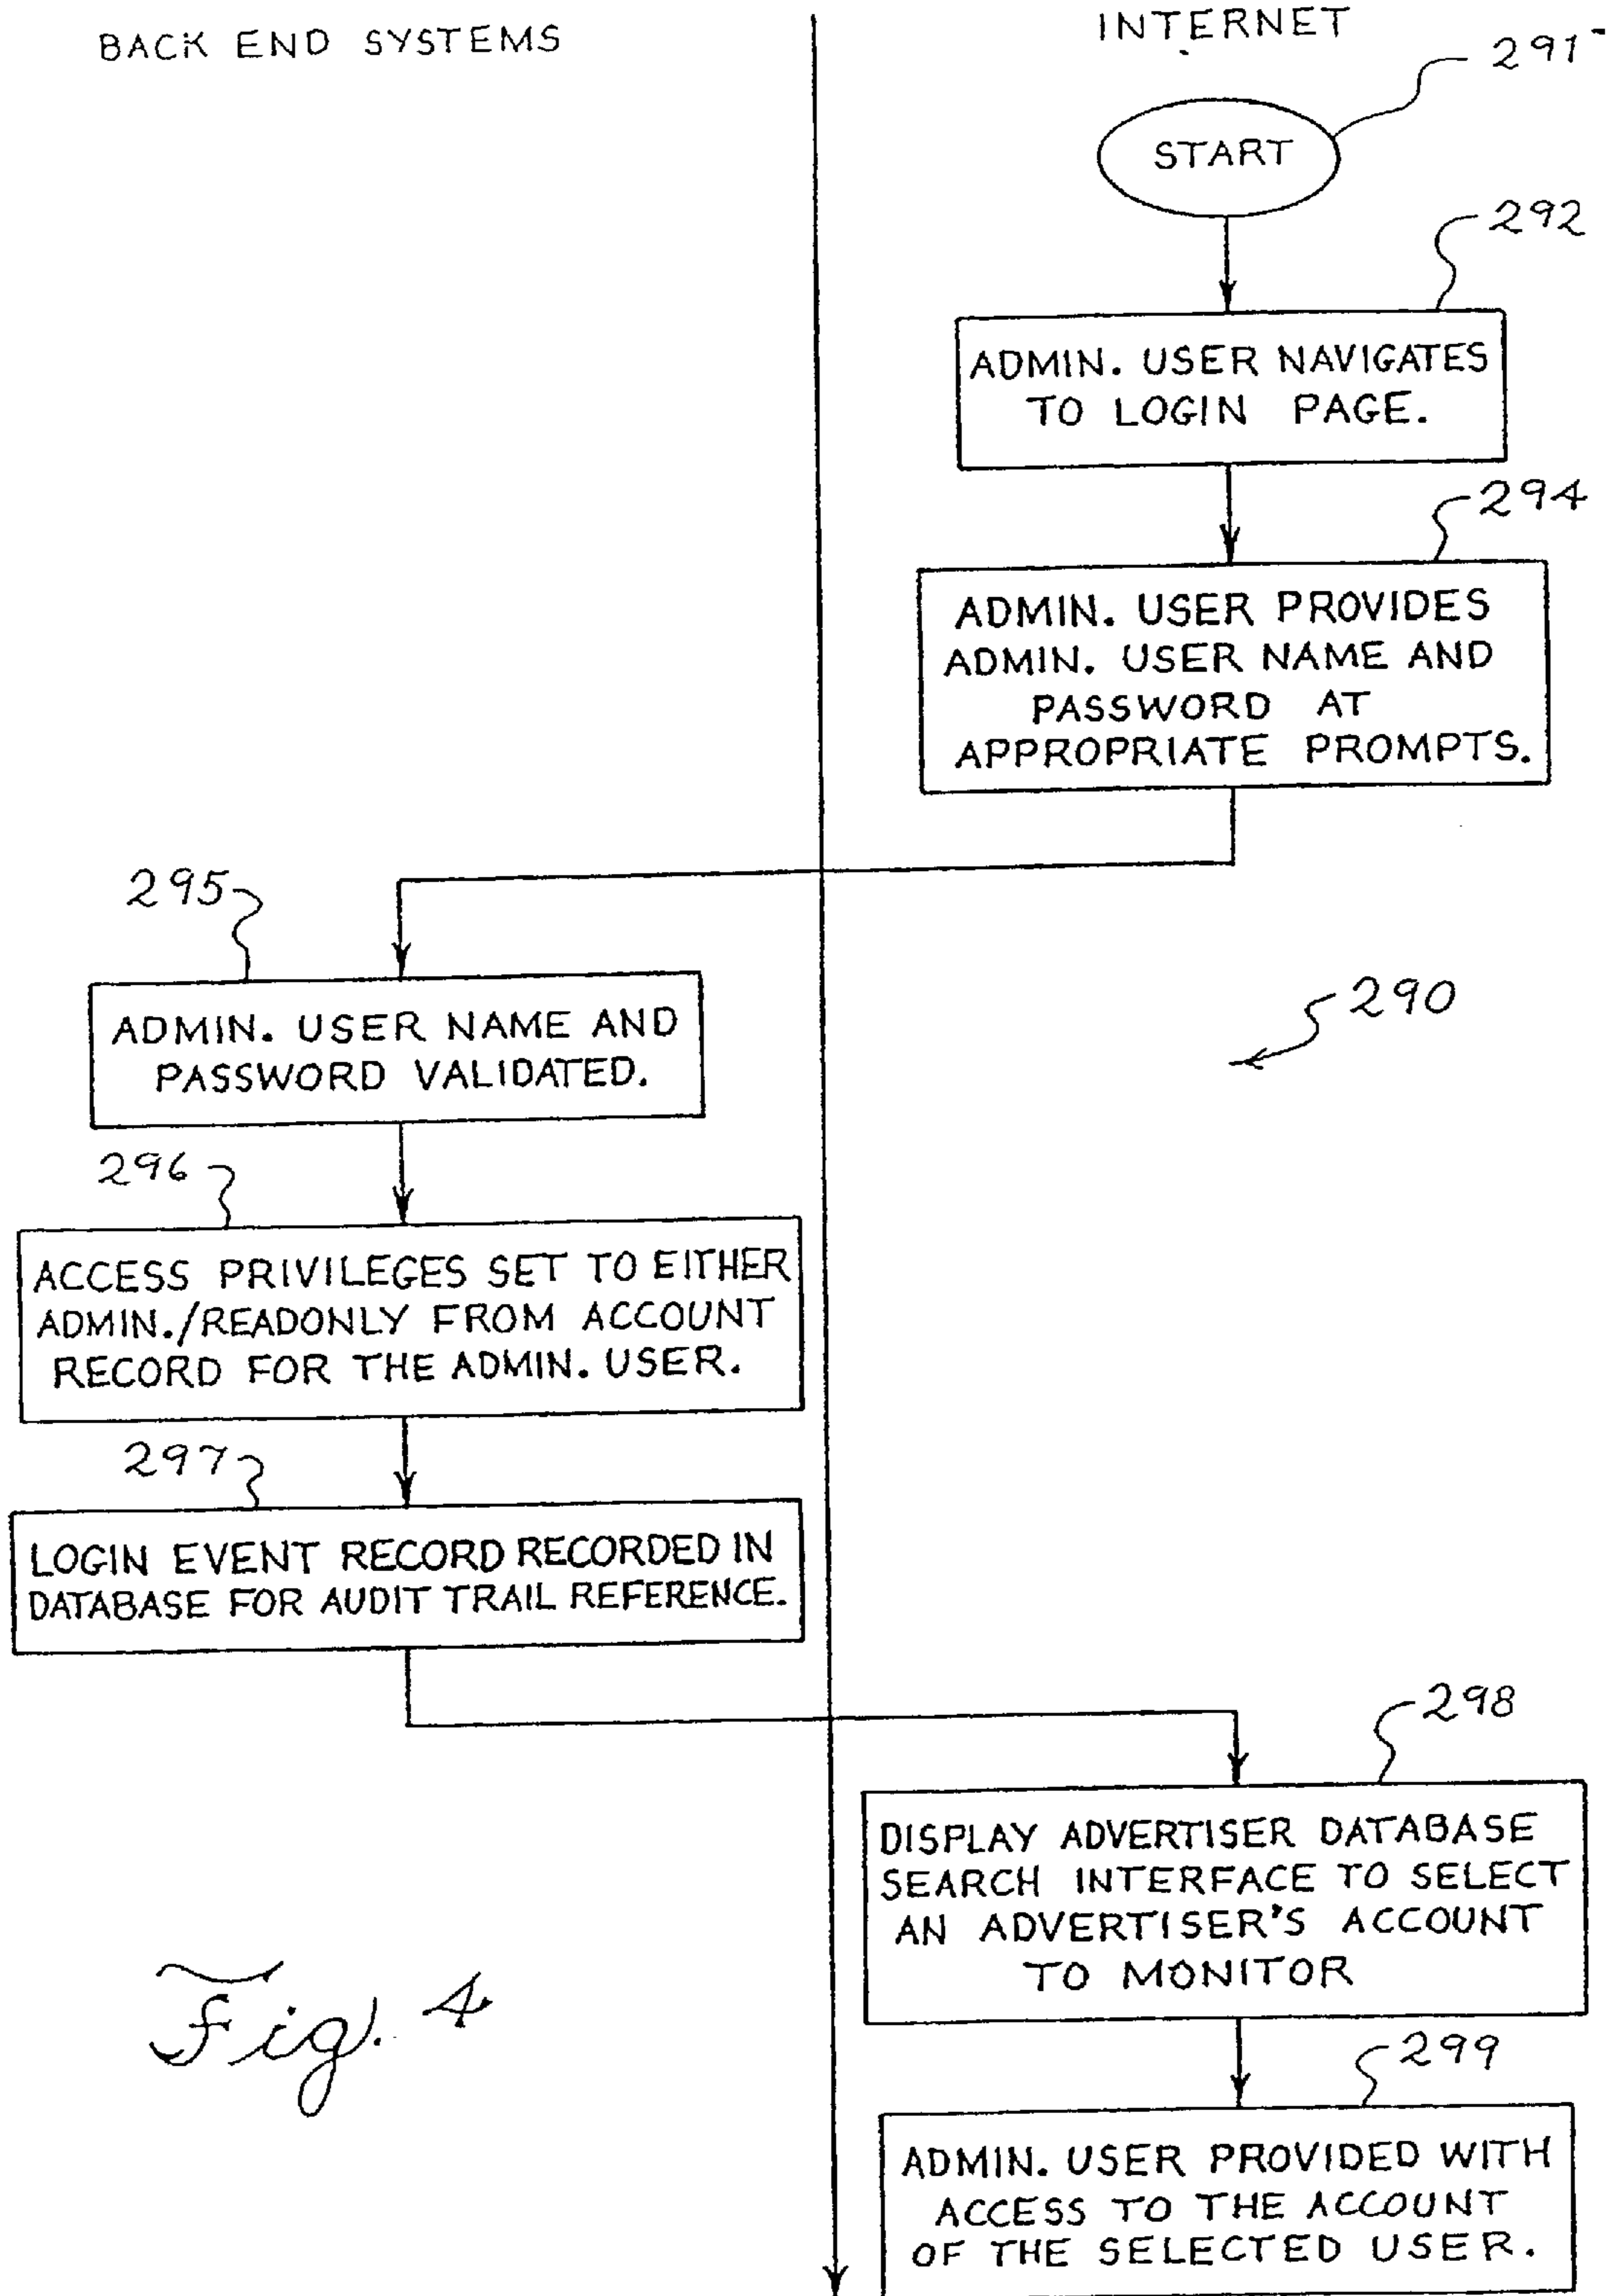 BACK END SYSTEMS
INTERNET
291
START
292
ADMIN. USER NAVIGATES
TO LOGIN PAGE.
294
ADMIN. USER PROVIDES
ADMIN. USER NAME AND
PASSWORD AT
APPROPRIATE PROMPTS.
295
ADMIN. USER NAME AND
PASSWORD VALIDATED.
290
296
ACCESS PRIVILEGES SET TO EITHER
ADMIN./READONLY FROM ACCOUNT
RECORD FOR THE ADMIN. USER.
297
LOGIN EVENT RECORD RECORDED IN
DATABASE FOR AUDIT TRAIL REFERENCE.
298
DISPLAY ADVERTISER DATABASE
SEARCH INTERFACE TO SELECT
AN ADVERTISER'S ACCOUNT
TO MONITOR
299
ADMIN. USER PROVIDED WITH
ACCESS TO THE ACCOUNT
OF THE SELECTED USER.
Fig. 4